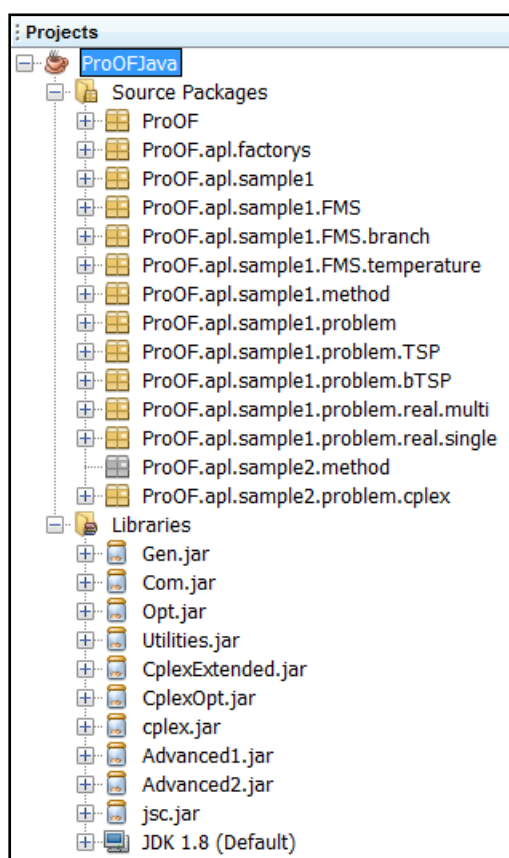 Projects
ProOFJava
Source Packages
ProOF
ProOF.apl.factorys
ProOF.apl.sample1
ProOF.apl.sample1.FMS
ProOF.apl.sample1.FMS.branch
ProOF.apl.sample1.FMS.temperature
ProOF.apl.sample1.method
ProOF.apl.sample1.problem
ProOF.apl.sample1.problem.TSP
ProOF.apl.sample1.problem.bTSP
ProOF.apl.sample1.problem.real.multi
ProOF.apl.sample1.problem.real.single
ProOF.apl.sample2.method
ProOF.apl.sample2.problem.cplex
Libraries
Gen.jar
Com.jar
Opt.jar
Utilities.jar
CplexExtended.jar
CplexOpt.jar
cplex.jar
Advanced1.jar
Advanced2.jar
jsc.jar
JDK 1.8 (Default)